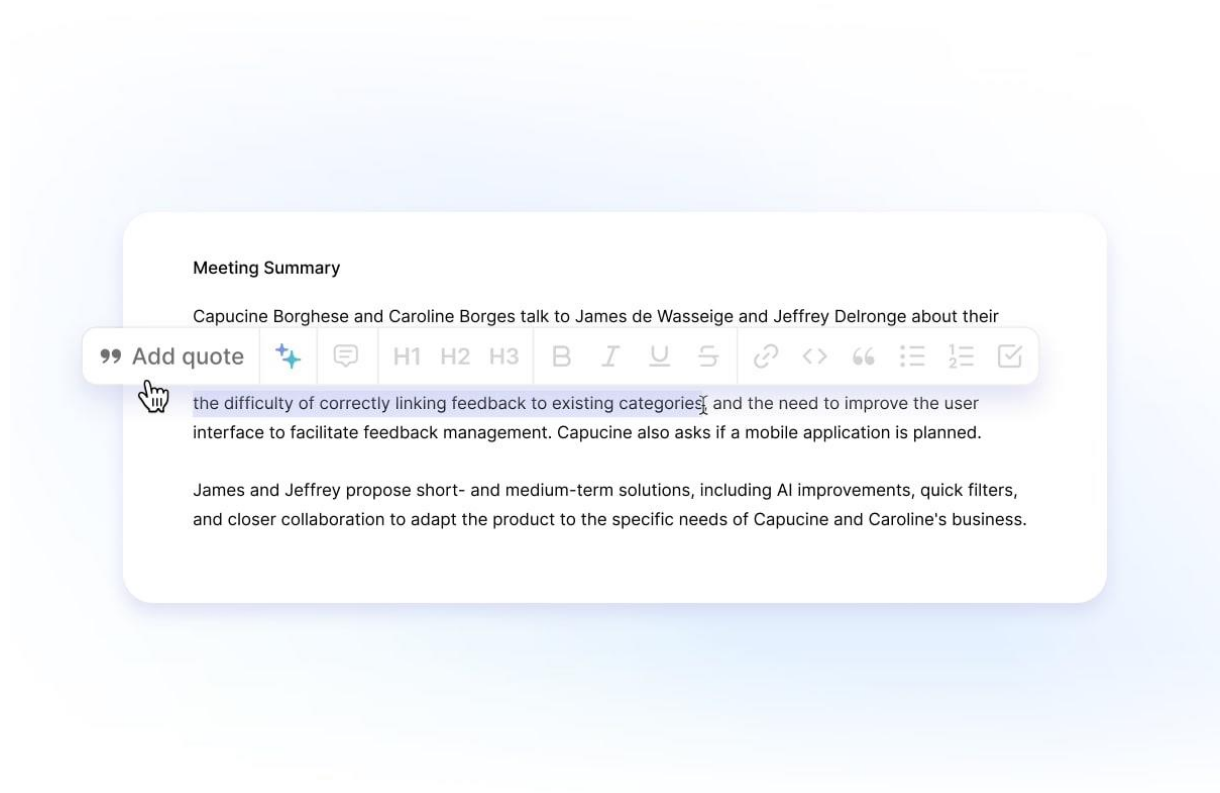 Meeting Summary
Capucine Borghese and Caroline Borges talk to James de Wasseige and Jeffrey Delronge about their
Add quote H1 H2 H3 B I U S
the difficulty of correctly linking feedback to existing categories, and the need to improve the user
interface to facilitate feedback management. Capucine also asks if a mobile application is planned.
James and Jeffrey propose short- and medium-term solutions, including AI improvements, quick filters,
and closer collaboration to adapt the product to the specific needs of Capucine and Caroline's business.